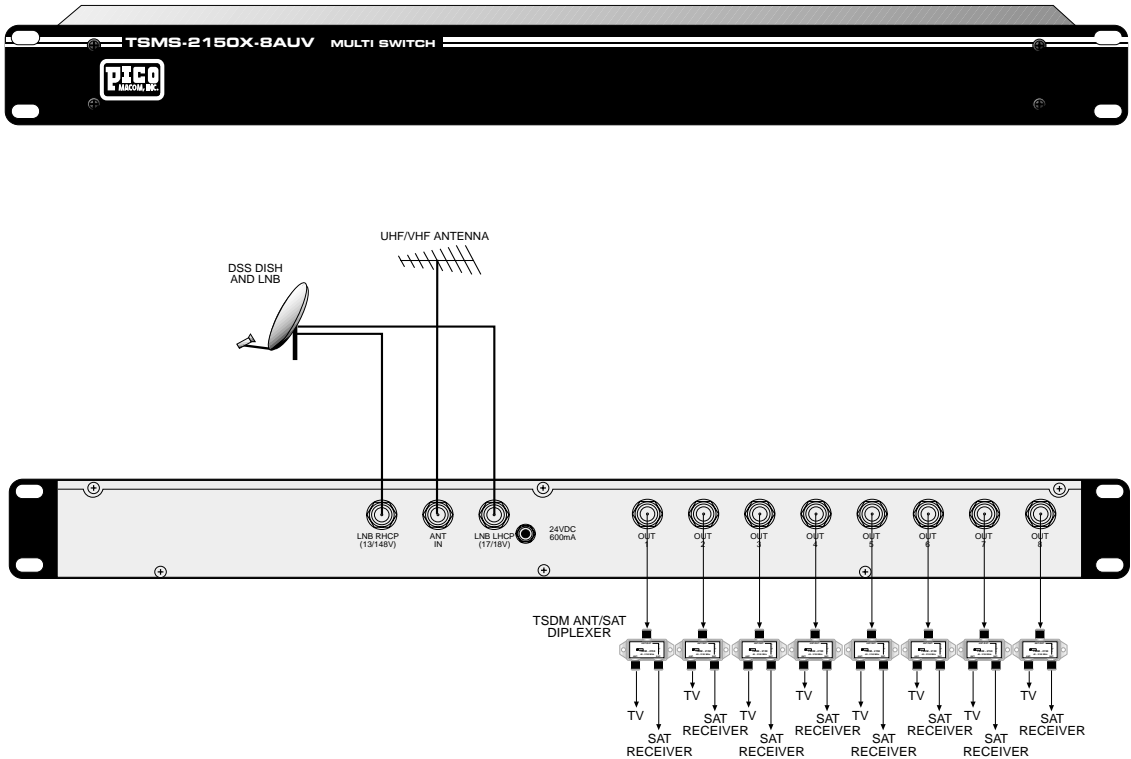 TSMS-2150X-8AUV MULTI SWITCH
PICO
MACOM, INC.
UHF/VHF ANTENNA
DSS DISH
AND LNB
LNB RHCP
(13/148V)
ANT
IN
LNB LHCP
(17/18V)
24VDC
600mA
OUT
1
OUT
2
OUT
3
OUT
4
OUT
5
OUT
6
OUT
7
OUT
8
TSDM ANT/SAT
DIPLEXER
TV
SAT
RECEIVER
TV
SAT
RECEIVER
TV
SAT
RECEIVER
TV
SAT
RECEIVER
TV
SAT
RECEIVER
TV
SAT
RECEIVER
TV
SAT
RECEIVER
TV
SAT
RECEIVER